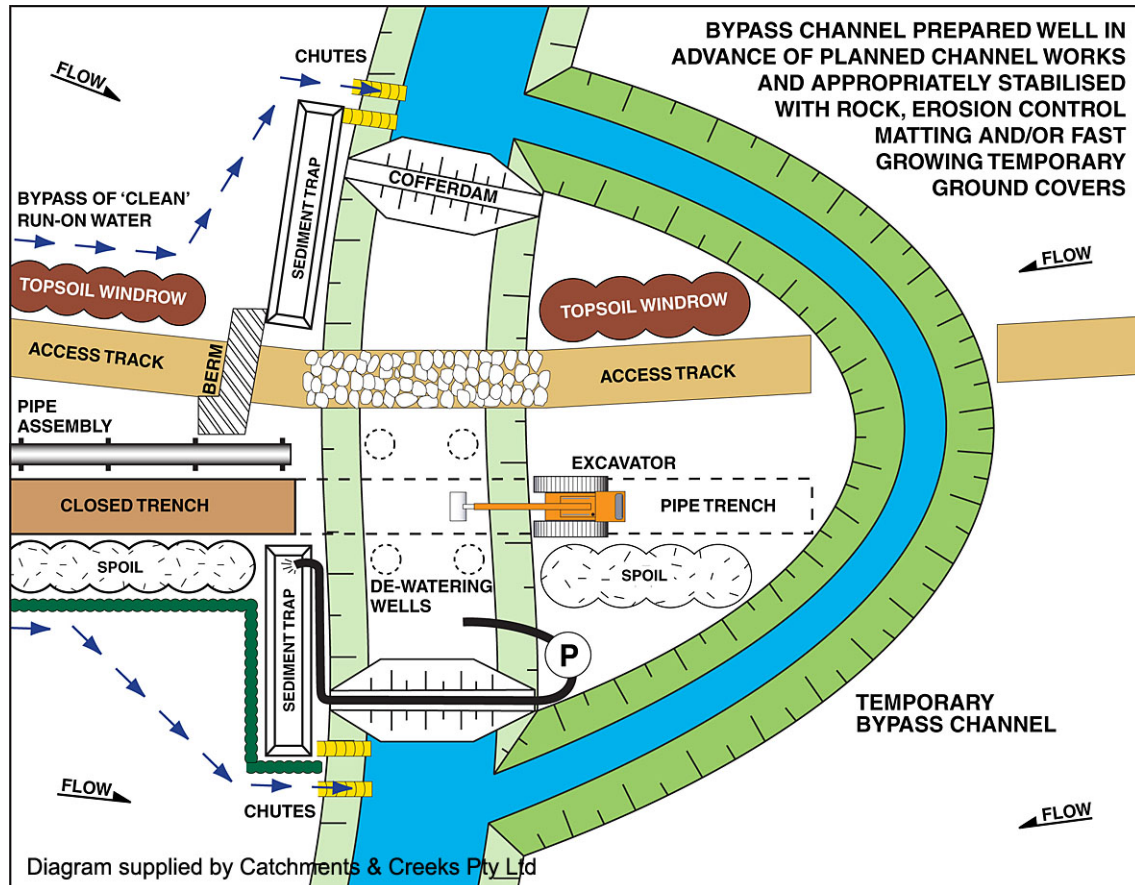 BYPASS CHANNEL PREPARED WELL IN
ADVANCE OF PLANNED CHANNEL WORKS
AND APPROPRIATELY STABILISED
WITH ROCK, EROSION CONTROL
MATTING AND/OR FAST
GROWING TEMPORARY
GROUND COVERS
FLOW
CHUTES
SEDIMENT TRAP
COFFERDAM
BYPASS OF 'CLEAN'
RUN-ON WATER
FLOW
TOPSOIL WINDROW
TOPSOIL WINDROW
ACCESS TRACK
BERM
ACCESS TRACK
PIPE
ASSEMBLY
EXCAVATOR
CLOSED TRENCH
PIPE TRENCH
SPOIL
SEDIMENT TRAP
DE-WATERING
WELLS
SPOIL
P
TEMPORARY
BYPASS CHANNEL
FLOW
CHUTES
FLOW
Diagram supplied by Catchments & Creeks Pty Ltd